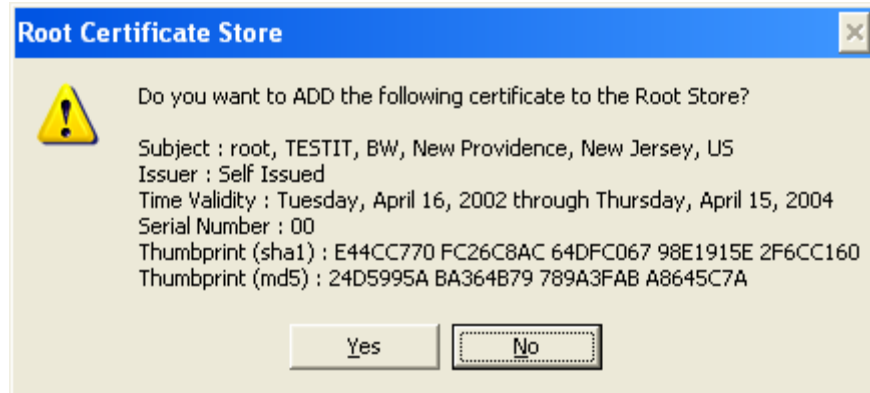 Root Certificate Store
Do you want to ADD the following certificate to the Root Store?
Subject : root, TESTIT, BW, New Providence, New Jersey, US
Issuer : Self Issued
Time Validity : Tuesday, April 16, 2002 through Thursday, April 15, 2004
Serial Number : 00
Thumbprint (sha1) : E44CC770 FC26C8AC 64DFC067 98E1915E 2F6CC160
Thumbprint (md5) : 24D5995A BA364B79 789A3FAB A8645C7A
Yes No